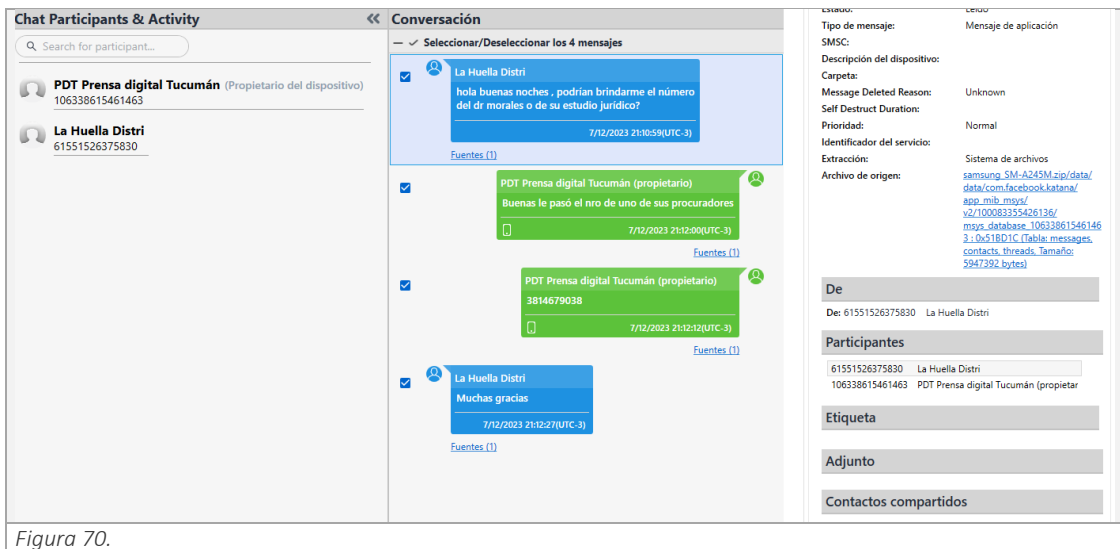 Chat Participants & Activity
Search for participant...
PDT Prensa digital Tucumán (Propietario del dispositivo)
106338615461463
La Huella Distri
61551526375830
Conversación
Seleccionar/Deseleccionar los 4 mensajes
La Huella Distri
hola buenas noches , podrían brindarme el número
del dr morales o de su estudio jurídico?
7/12/2023 21:10:59(UTC-3)
Fuentes (1)
PDT Prensa digital Tucumán (propietario)
Buenas le pasó el nro de uno de sus procuradores
7/12/2023 21:12:00(UTC-3)
Fuentes (1)
PDT Prensa digital Tucumán (propietario)
3814679038
7/12/2023 21:12:12(UTC-3)
Fuentes (1)
La Huella Distri
Muchas gracias
7/12/2023 21:12:27(UTC-3)
Fuentes (1)
Estado: Leído
Tipo de mensaje: Mensaje de aplicación
SMSC:
Descripción del dispositivo:
Carpeta:
Message Deleted Reason: Unknown
Self Destruct Duration:
Prioridad: Normal
Identificador del servicio:
Extracción: Sistema de archivos
Archivo de origen: samsung_SM-A245M.zip/data/
data/com.facebook.katana/
app_mib_msys/
v2/100083355426136/
msys_database_10633861546146
3 : 0x51BD1C (Tabla: messages,
contacts, threads, Tamaño:
5947392 bytes)
De
De: 61551526375830 La Huella Distri
Participantes
61551526375830 La Huella Distri
106338615461463 PDT Prensa digital Tucumán (propietar
Etiqueta
Adjunto
Contactos compartidos
Figura 70.